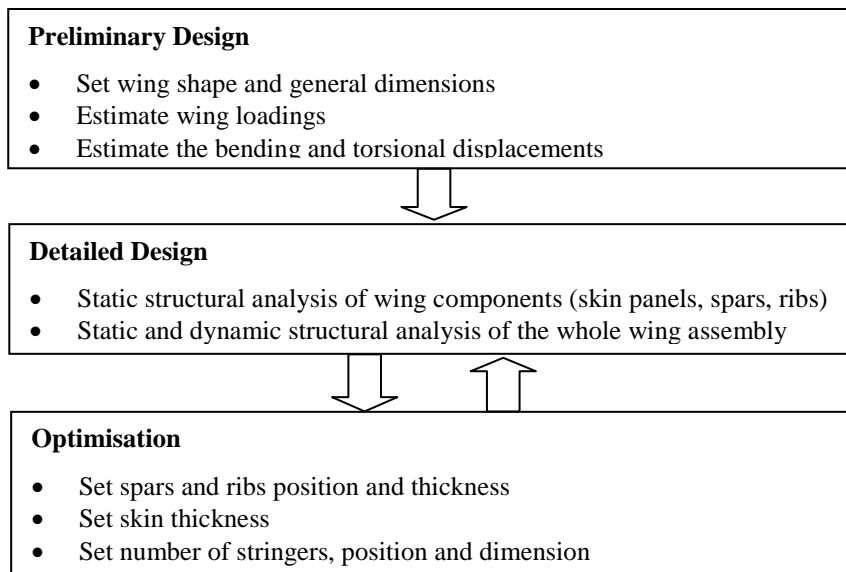 Preliminary Design
• Set wing shape and general dimensions
• Estimate wing loadings
• Estimate the bending and torsional displacements
Detailed Design
• Static structural analysis of wing components (skin panels, spars, ribs)
• Static and dynamic structural analysis of the whole wing assembly
Optimisation
• Set spars and ribs position and thickness
• Set skin thickness
• Set number of stringers, position and dimension